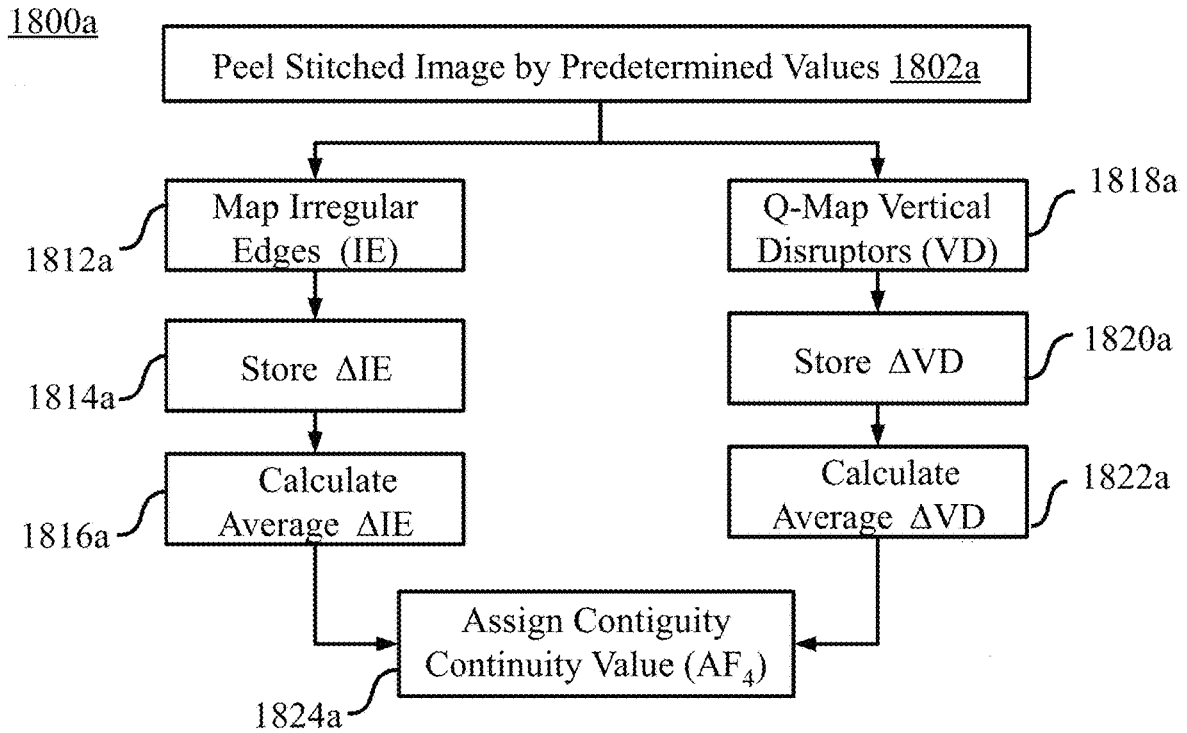 1800a
Peel Stitched Image by Predetermined Values 1802a
Map Irregular
Edges (IE)
1812a
Q-Map Vertical
Disruptors (VD)
1818a
Store ΔIE
1814a
Store ΔVD
1820a
Calculate
Average ΔIE
1816a
Calculate
Average ΔVD
1822a
Assign Contiguity
Continuity Value (AF₄)
1824a